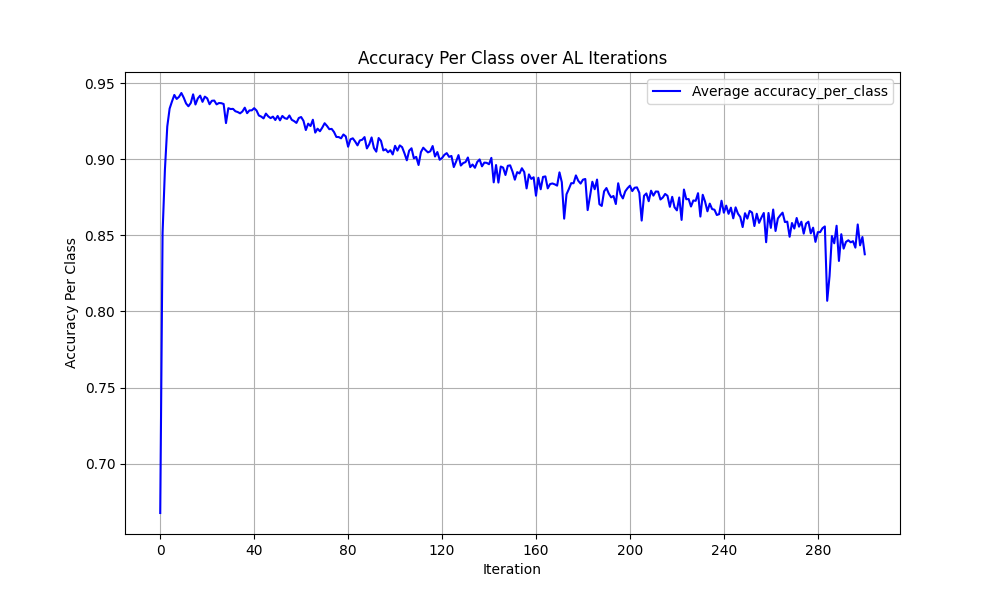 Accuracy Per Class over AL Iterations
Average accuracy_per_class
Accuracy Per Class
0.95
0.90
0.85
0.80
0.75
0.70
0 40 80 120 160 200 240 280
Iteration